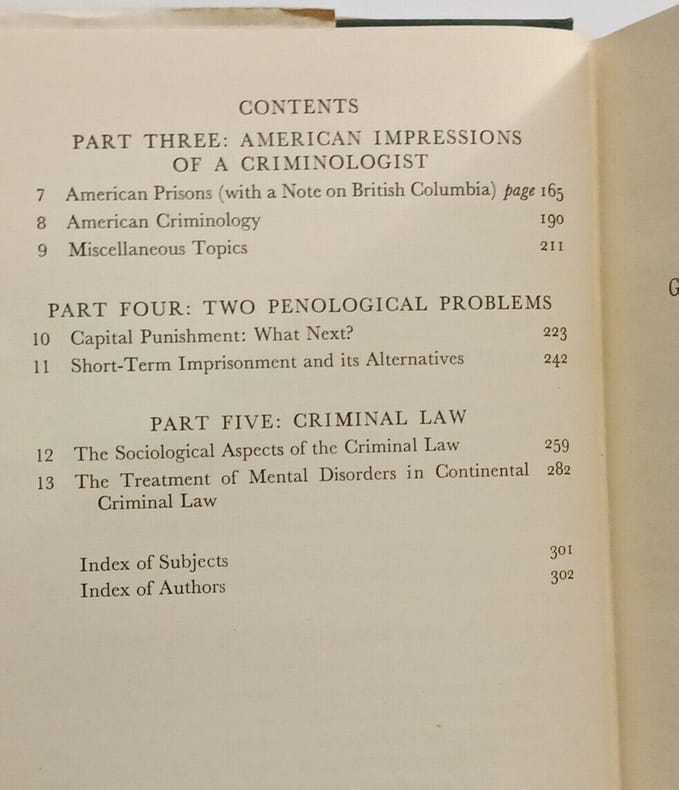 CONTENTS
PART THREE: AMERICAN IMPRESSIONS
OF A CRIMINOLOGIST
7 American Prisons (with a Note on British Columbia) page 165
8 American Criminology 190
9 Miscellaneous Topics 211
PART FOUR: TWO PENOLOGICAL PROBLEMS
10 Capital Punishment: What Next? 223
11 Short-Term Imprisonment and its Alternatives 242
PART FIVE: CRIMINAL LAW
12 The Sociological Aspects of the Criminal Law 259
13 The Treatment of Mental Disorders in Continental 282
Criminal Law
Index of Subjects 301
Index of Authors 302
G